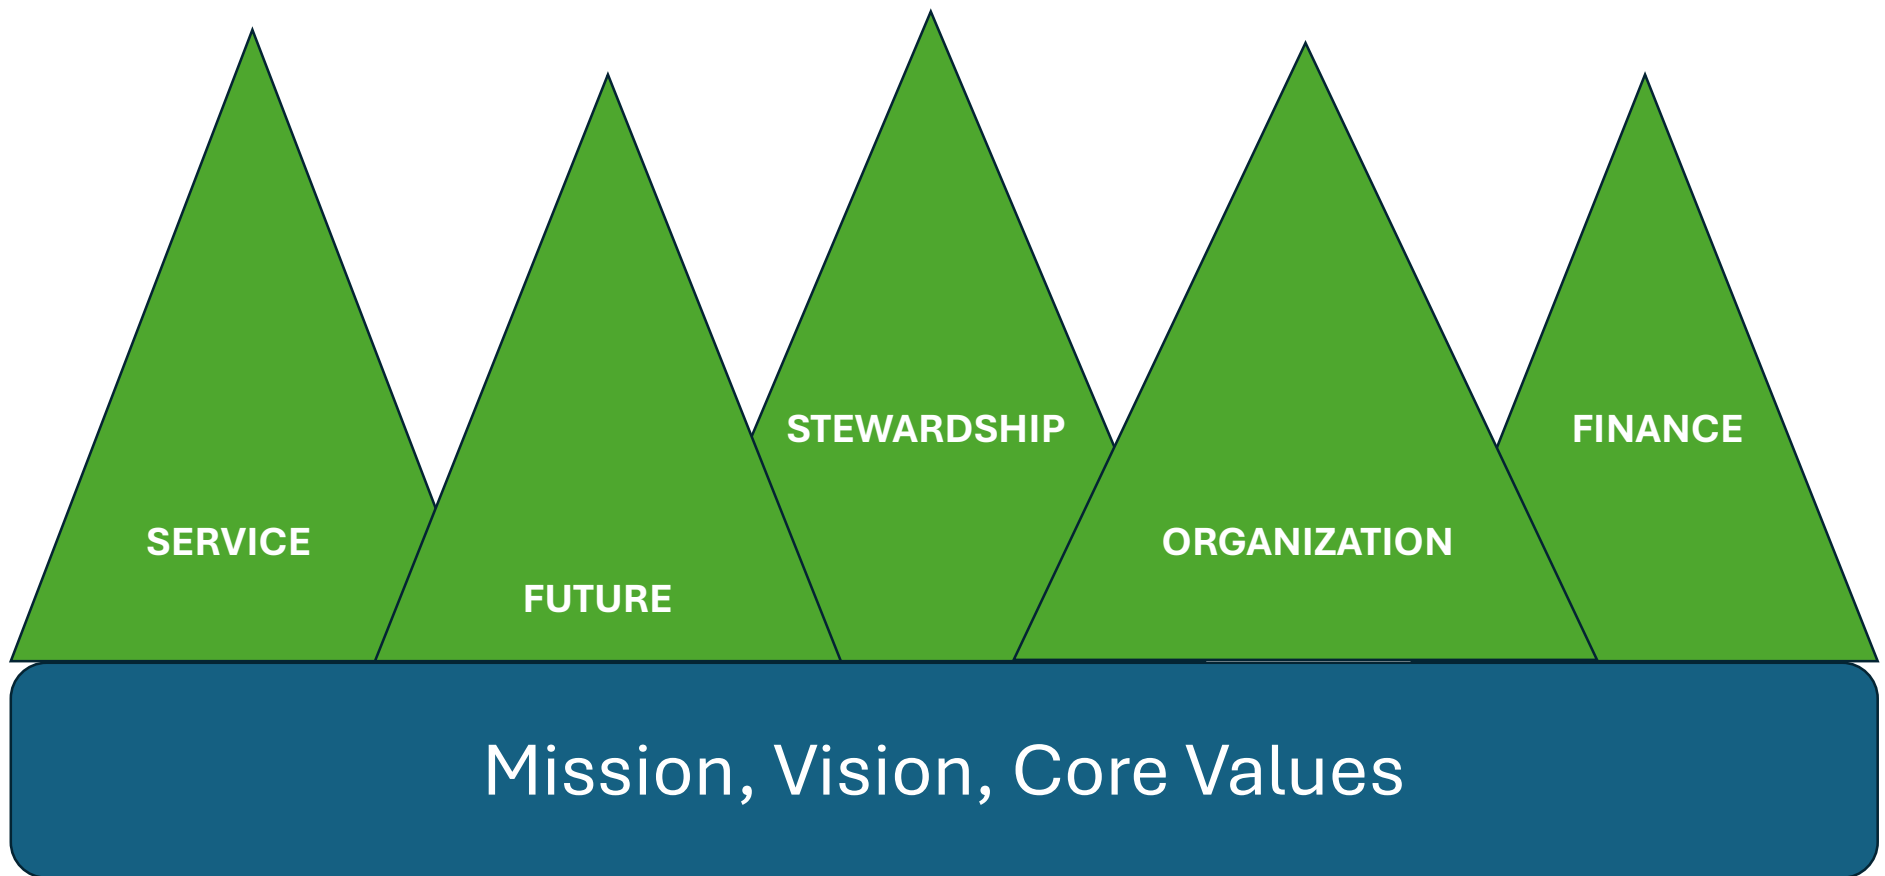 SERVICE
FUTURE
STEWARDSHIP
ORGANIZATION
FINANCE
Mission, Vision, Core Values